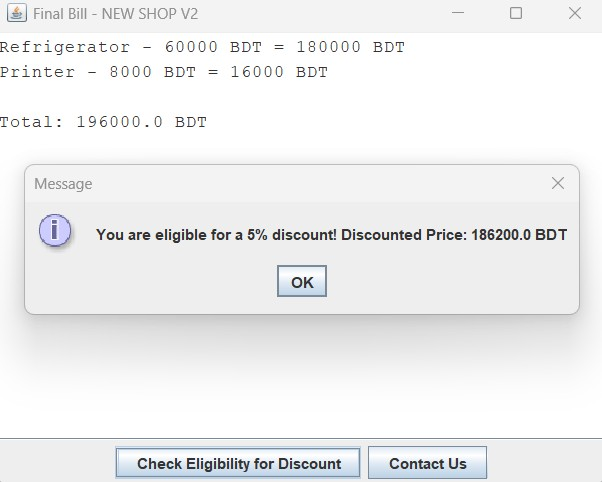 Final Bill - NEW SHOP V2
Refrigerator - 60000 BDT = 180000 BDT
Printer - 8000 BDT = 16000 BDT
Total: 196000.0 BDT
Message
You are eligible for a 5% discount! Discounted Price: 186200.0 BDT
OK
Check Eligibility for Discount
Contact Us